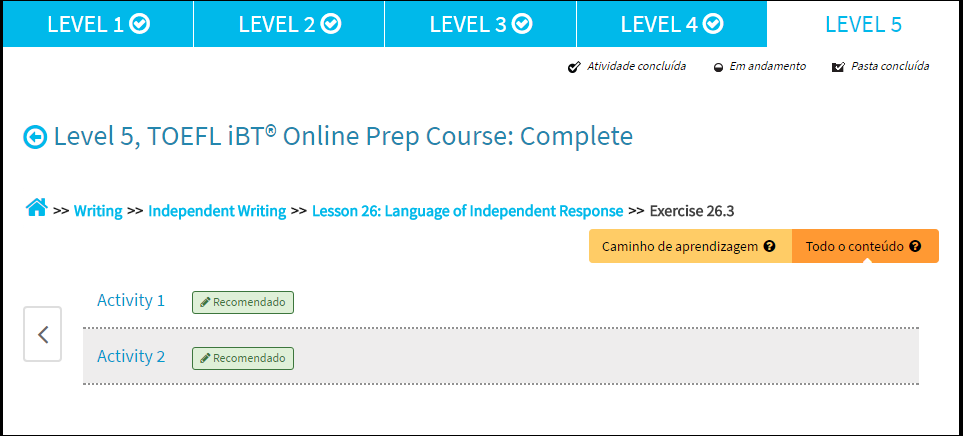 LEVEL 1 LEVEL 2 LEVEL 3 LEVEL 4 LEVEL 5
Atividade concluída Em andamento Pasta concluída
Level 5, TOEFL iBT® Online Prep Course: Complete
>> Writing >> Independent Writing >> Lesson 26: Language of Independent Response >> Exercise 26.3
Caminho de aprendizagem ? Todo o conteúdo ?
Activity 1 Recomendado
Activity 2 Recomendado